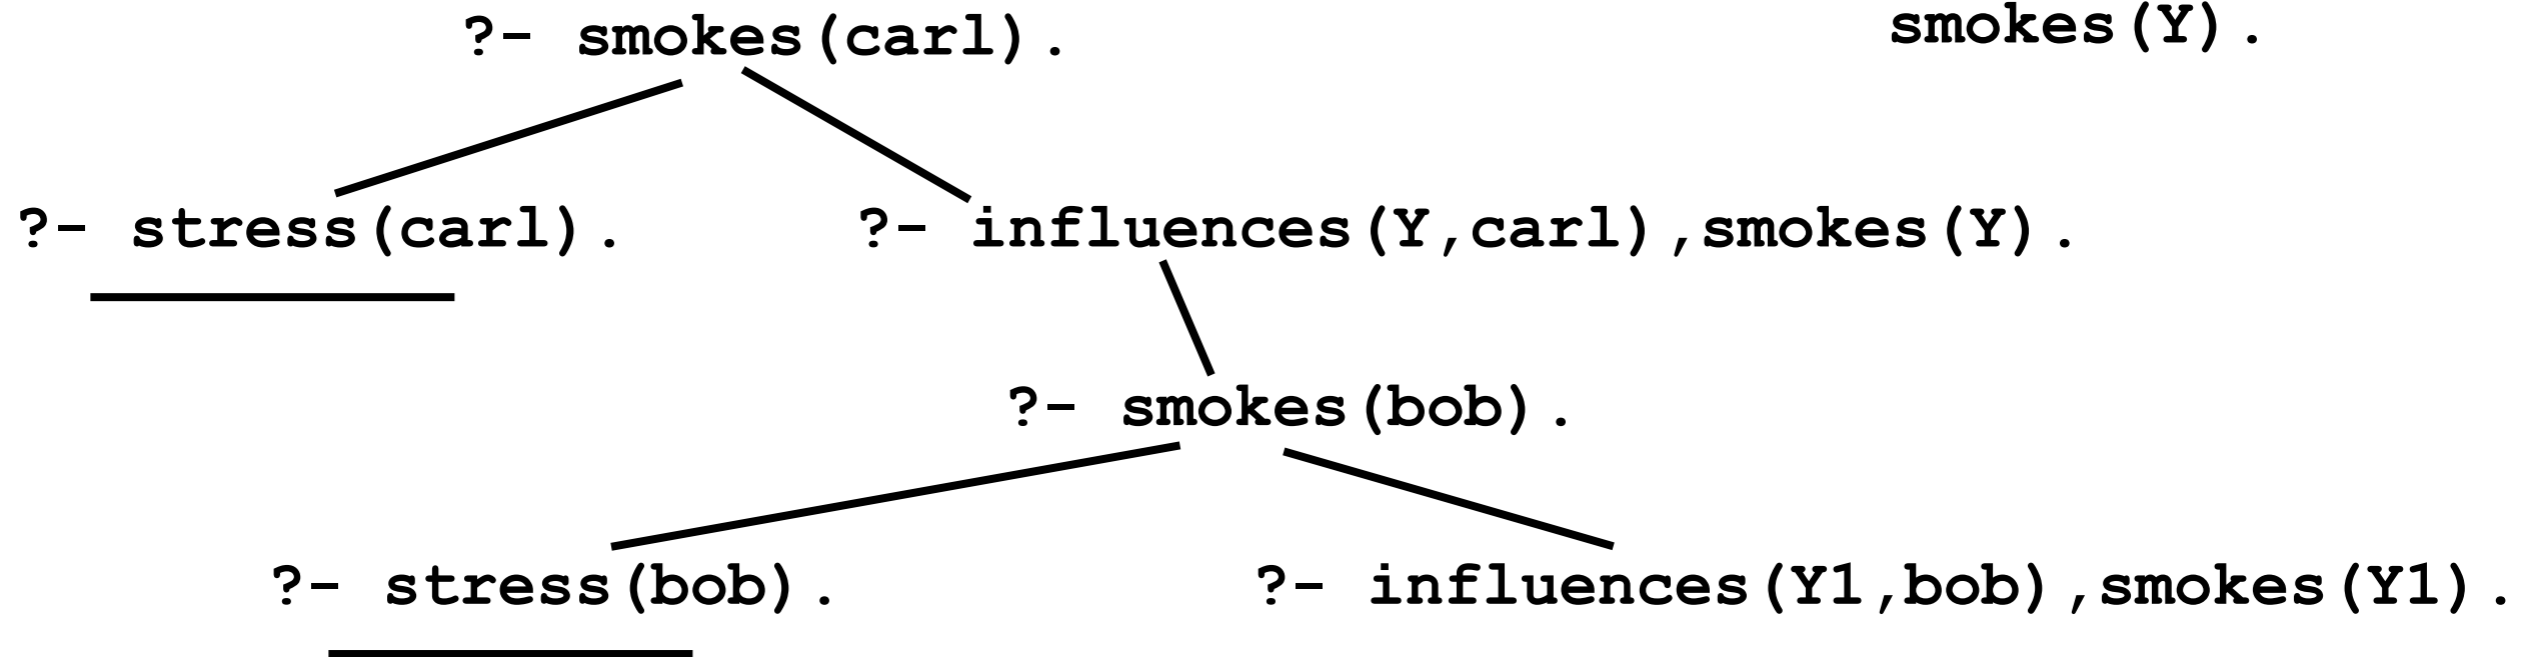 ?- smokes(carl).
smokes(Y).
?- stress(carl).
?- influences(Y,carl),smokes(Y).
?- smokes(bob).
?- stress(bob).
?- influences(Y1,bob),smokes(Y1).